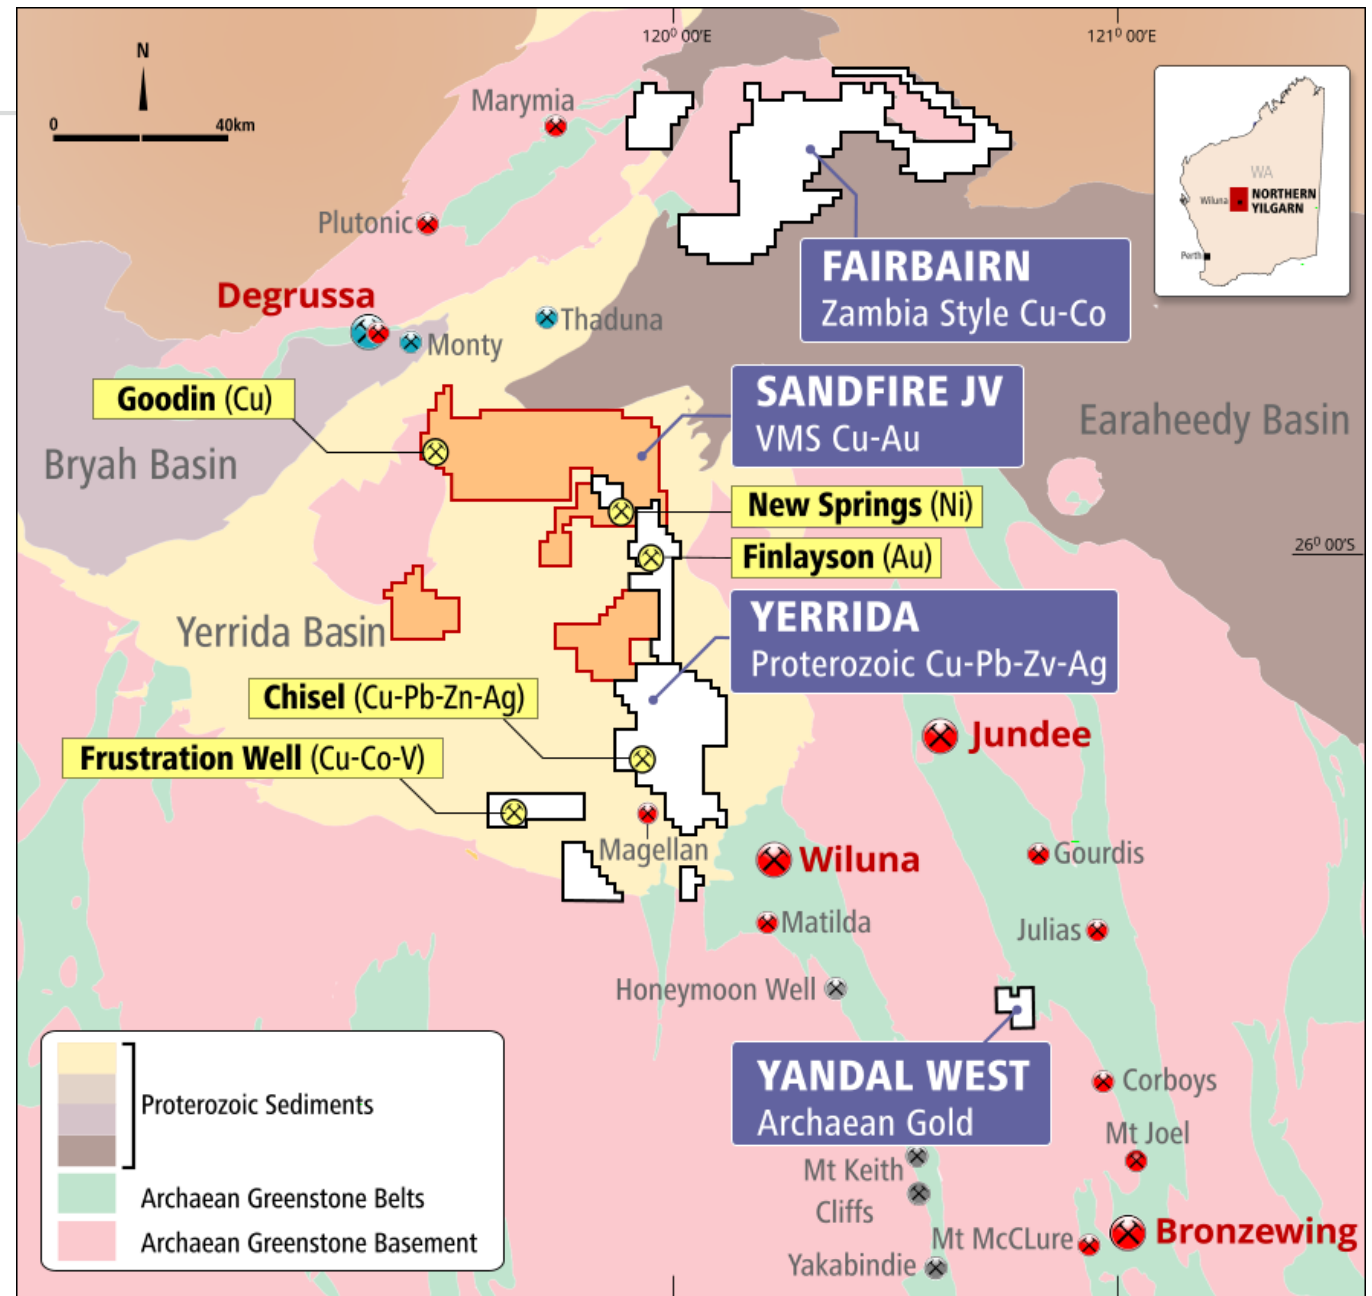 120⁰ 00'E
121⁰ 00'E
N
0
40km
Marymia
Plutonic
WA
Wiluna
NORTHERN
YILGARN
Perth
FAIRBAIRN
Zambia Style Cu-Co
Degrussa
Thaduna
Monty
Goodin (Cu)
SANDFIRE JV
VMS Cu-Au
Earaheedy Basin
Bryah Basin
New Springs (Ni)
26⁰ 00'S
Finlayson (Au)
YERRIDA
Proterozoic Cu-Pb-Zv-Ag
Yerrida Basin
Chisel (Cu-Pb-Zn-Ag)
Jundee
Frustration Well (Cu-Co-V)
Magellan
Wiluna
Gourdis
Matilda
Julias
Honeymoon Well
YANDAL WEST
Archaean Gold
Proterozoic Sediments
Archaean Greenstone Belts
Archaean Greenstone Basement
Corboys
Mt Joel
Mt Keith
Cliffs
Mt McCLure
Bronzewing
Yakabindie